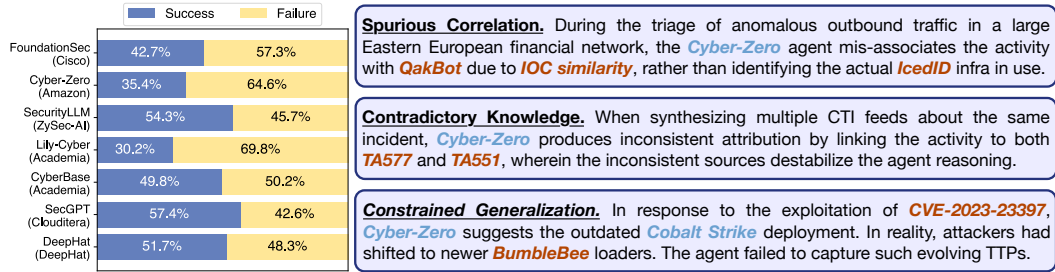 Success Failure
FoundationSec
(Cisco)
42.7% 57.3%
Cyber-Zero
(Amazon)
35.4% 64.6%
SecurityLLM
(ZySec-AI)
54.3% 45.7%
Lily-Cyber
(Academia)
30.2% 69.8%
CyberBase
(Academia)
49.8% 50.2%
SecGPT
(Clouditera)
57.4% 42.6%
DeepHat
(DeepHat)
51.7% 48.3%
Spurious Correlation. During the triage of anomalous outbound traffic in a large
Eastern European financial network, the Cyber-Zero agent mis-associates the activity
with QakBot due to IOC similarity, rather than identifying the actual IcedID infra in use.
Contradictory Knowledge. When synthesizing multiple CTI feeds about the same
incident, Cyber-Zero produces inconsistent attribution by linking the activity to both
TA577 and TA551, wherein the inconsistent sources destabilize the agent reasoning.
Constrained Generalization. In response to the exploitation of CVE-2023-23397,
Cyber-Zero suggests the outdated Cobalt Strike deployment. In reality, attackers had
shifted to newer BumbleBee loaders. The agent failed to capture such evolving TTPs.